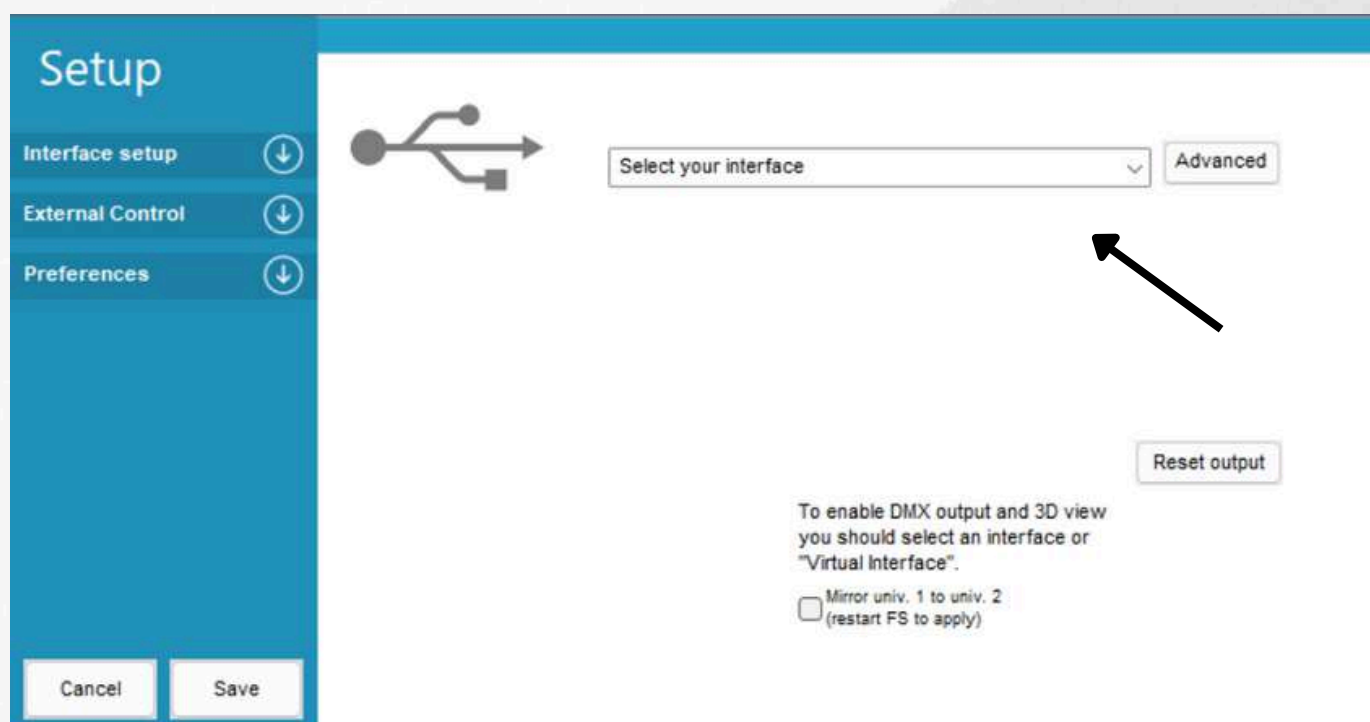 Setup
Interface setup
External Control
Preferences
Cancel
Save
Select your interface
Advanced
Reset output
To enable DMX output and 3D view
you should select an interface or
"Virtual Interface".
Mirror univ. 1 to univ. 2
(restart FS to apply)